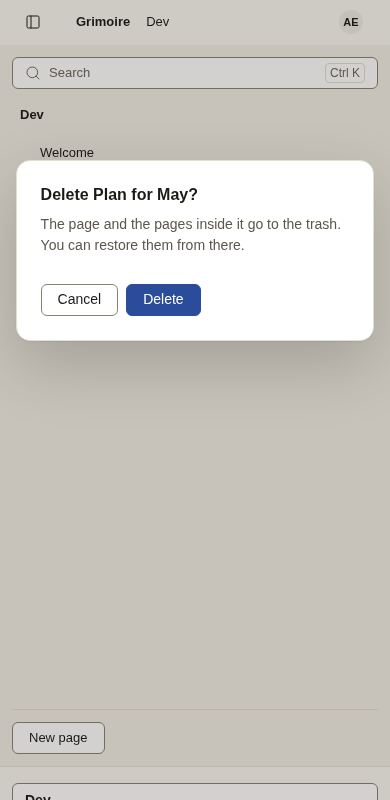 Grimoire Dev AE
Search Ctrl K
Dev
Welcome
Delete Plan for May?
The page and the pages inside it go to the trash.
You can restore them from there.
Cancel Delete
New page
Dev